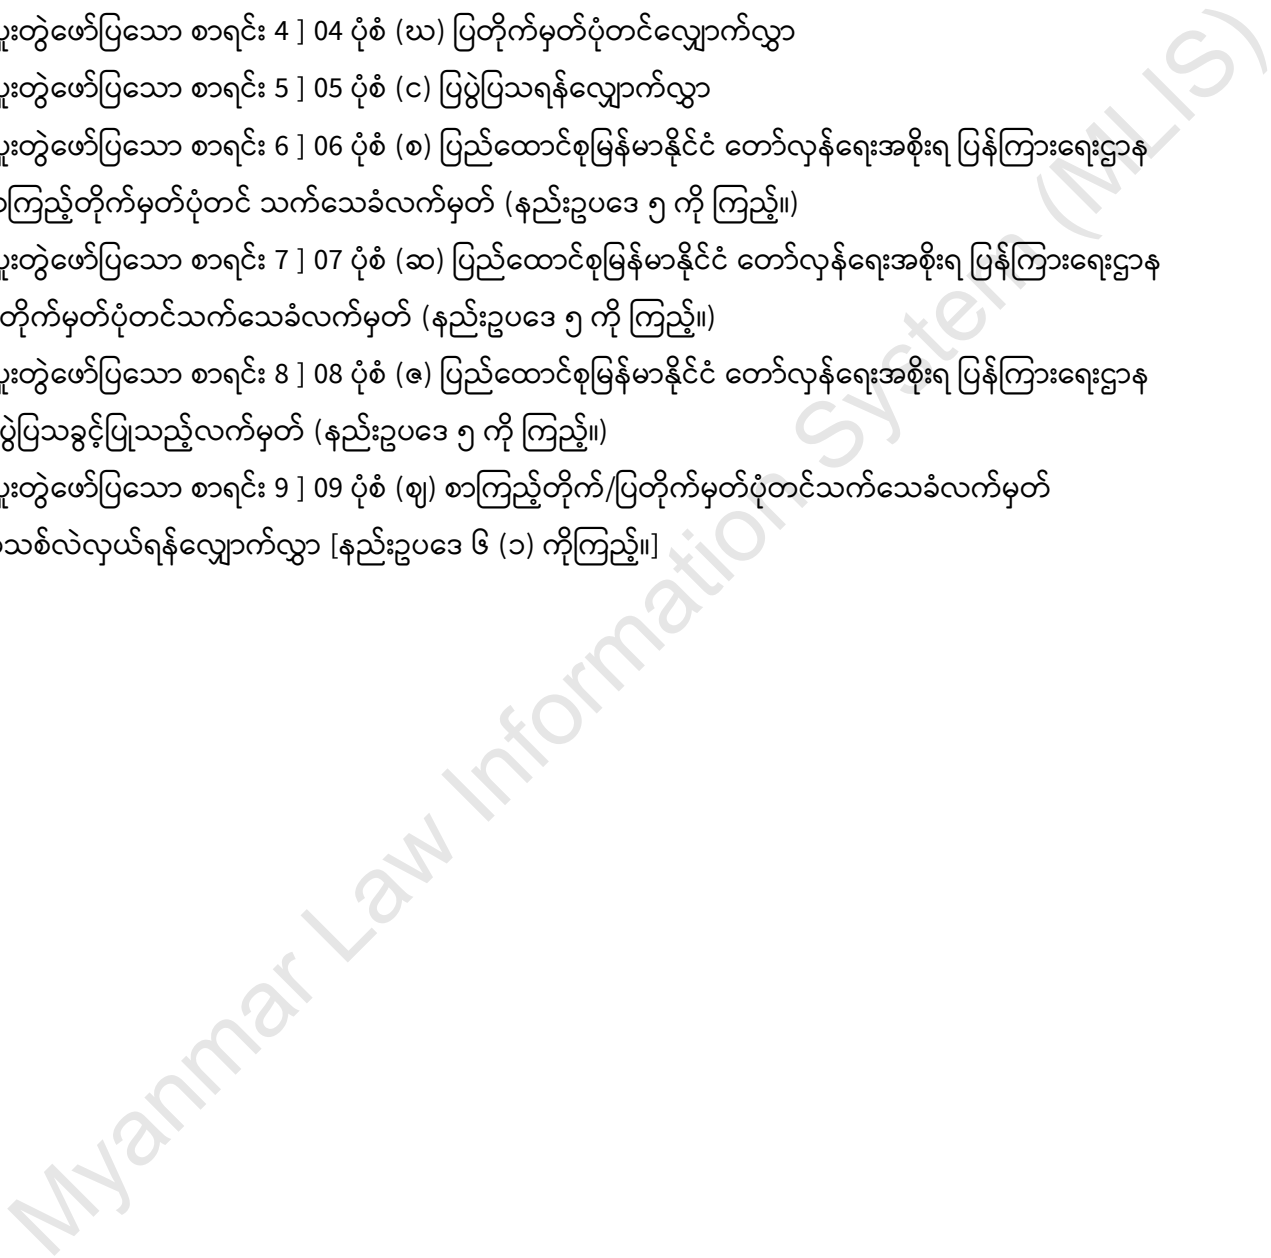 ပူးတွဲဖော်ပြသော စာရင်း 4 ] 04 ပုံစံ (ဃ) ပြတိုက်မှတ်ပုံတင်လျှောက်လွှာ
ပူးတွဲဖော်ပြသော စာရင်း 5 ] 05 ပုံစံ (င) ပြပွဲပြသရန်လျှောက်လွှာ
ပူးတွဲဖော်ပြသော စာရင်း 6 ] 06 ပုံစံ (စ) ပြည်ထောင်စုမြန်မာနိုင်ငံ တော်လှန်ရေးအစိုးရ ပြန်ကြားရေးဌာန
စာကြည့်တိုက်မှတ်ပုံတင် သက်သေခံလက်မှတ် (နည်းဥပဒေ ၅ ကို ကြည့်။)
ပူးတွဲဖော်ပြသော စာရင်း 7 ] 07 ပုံစံ (ဆ) ပြည်ထောင်စုမြန်မာနိုင်ငံ တော်လှန်ရေးအစိုးရ ပြန်ကြားရေးဌာန
တိုက်မှတ်ပုံတင်သက်သေခံလက်မှတ် (နည်းဥပဒေ ၅ ကို ကြည့်။)
ပူးတွဲဖော်ပြသော စာရင်း 8 ] 08 ပုံစံ (ဇ) ပြည်ထောင်စုမြန်မာနိုင်ငံ တော်လှန်ရေးအစိုးရ ပြန်ကြားရေးဌာန
ပွဲပြသခွင့်ပြုသည့်လက်မှတ် (နည်းဥပဒေ ၅ ကို ကြည့်။)
ပူးတွဲဖော်ပြသော စာရင်း 9 ] 09 ပုံစံ (ဈ) စာကြည့်တိုက်/ပြတိုက်မှတ်ပုံတင်သက်သေခံလက်မှတ်
သစ်လဲလှယ်ရန်လျှောက်လွှာ [နည်းဥပဒေ ၆ (၁) ကိုကြည့်။]
Myanmar Law Information System (MLIS)